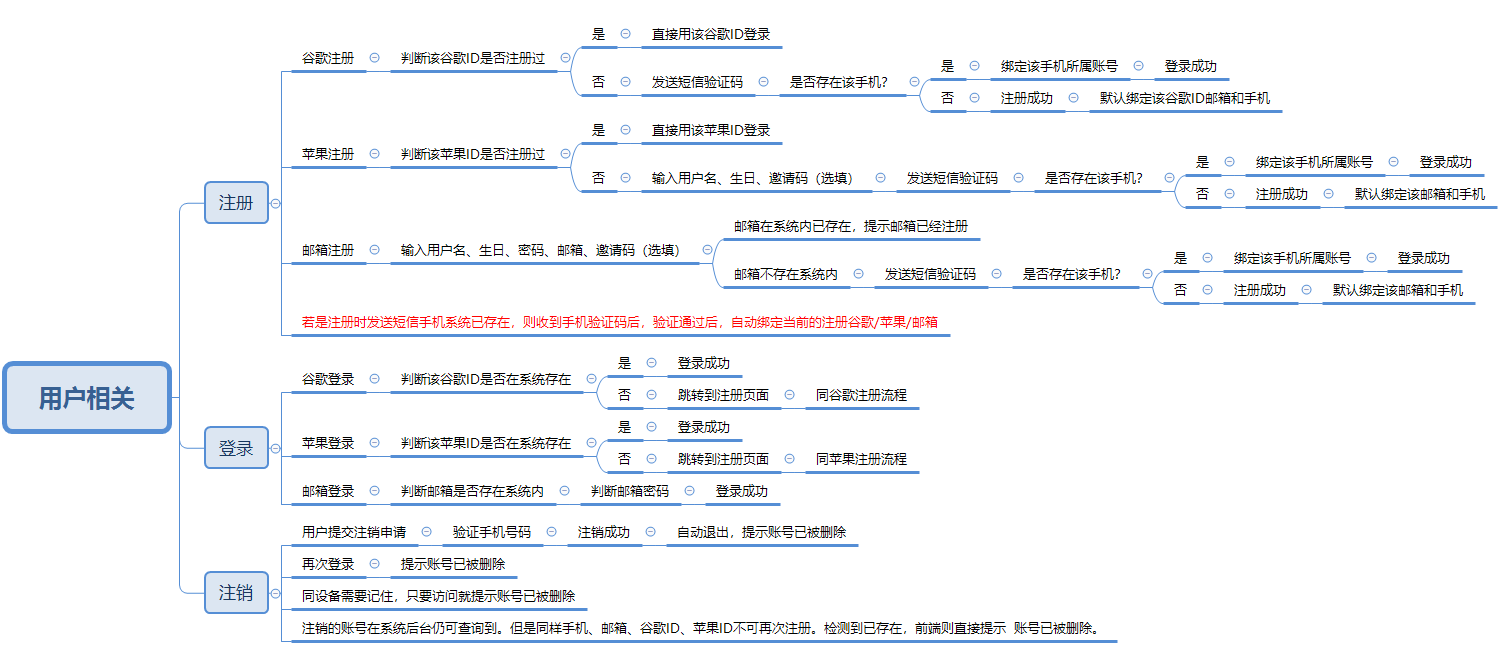 用户相关
注册
谷歌注册
判断该谷歌ID是否注册过
是
直接用该谷歌ID登录
否
发送短信验证码
是否存在该手机?
是
绑定该手机所属账号
登录成功
否
注册成功
默认绑定该谷歌ID邮箱和手机
苹果注册
判断该苹果ID是否注册过
是
直接用该苹果ID登录
否
输入用户名、生日、邀请码（选填）
发送短信验证码
是否存在该手机?
是
绑定该手机所属账号
登录成功
否
注册成功
默认绑定该邮箱和手机
邮箱注册
输入用户名、生日、密码、邮箱、邀请码（选填）
邮箱在系统内已存在，提示邮箱已经注册
邮箱不存在系统内
发送短信验证码
是否存在该手机?
是
绑定该手机所属账号
登录成功
否
注册成功
默认绑定该邮箱和手机
若是注册时发送短信手机系统已存在，则收到手机验证码后，验证通过后，自动绑定当前的注册谷歌/苹果/邮箱
登录
谷歌登录
判断该谷歌ID是否在系统存在
是
登录成功
否
跳转到注册页面
同谷歌注册流程
苹果登录
判断该苹果ID是否在系统存在
是
登录成功
否
跳转到注册页面
同苹果注册流程
邮箱登录
判断邮箱是否存在系统内
判断邮箱密码
登录成功
注销
用户提交注销申请
验证手机号码
注销成功
自动退出，提示账号已被删除
再次登录
提示账号已被删除
同设备需要记住，只要访问就提示账号已被删除
注销的账号在系统后台仍可查询到。但是同样手机、邮箱、谷歌ID、苹果ID不可再次注册。检测到已存在，前端则直接提示 账号已被删除。